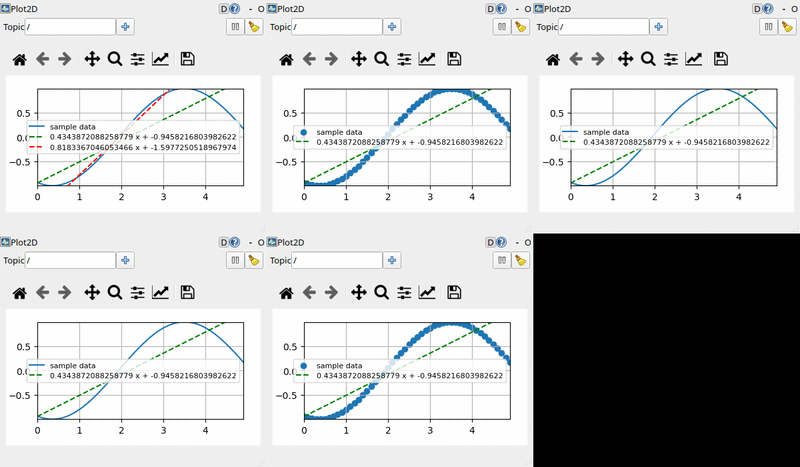 Plot2D D ? - O
Topic /
0.5
0.0
−0.5
0 1 2 3 4
sample data
0.4343872088258779 x + -0.9458216803982622
0.8183367046053466 x + -1.5977250518967974
Plot2D D ? - O
Topic /
0.5
0.0
−0.5
0 1 2 3 4
sample data
0.4343872088258779 x + -0.9458216803982622
Plot2D D ? - O
Topic /
0.5
0.0
−0.5
0 1 2 3 4
sample data
0.4343872088258779 x + -0.9458216803982622
Plot2D D ? - O
Topic /
0.5
0.0
−0.5
0 1 2 3 4
sample data
0.4343872088258779 x + -0.9458216803982622
Plot2D D ? - O
Topic /
0.5
0.0
−0.5
0 1 2 3 4
sample data
0.4343872088258779 x + -0.9458216803982622